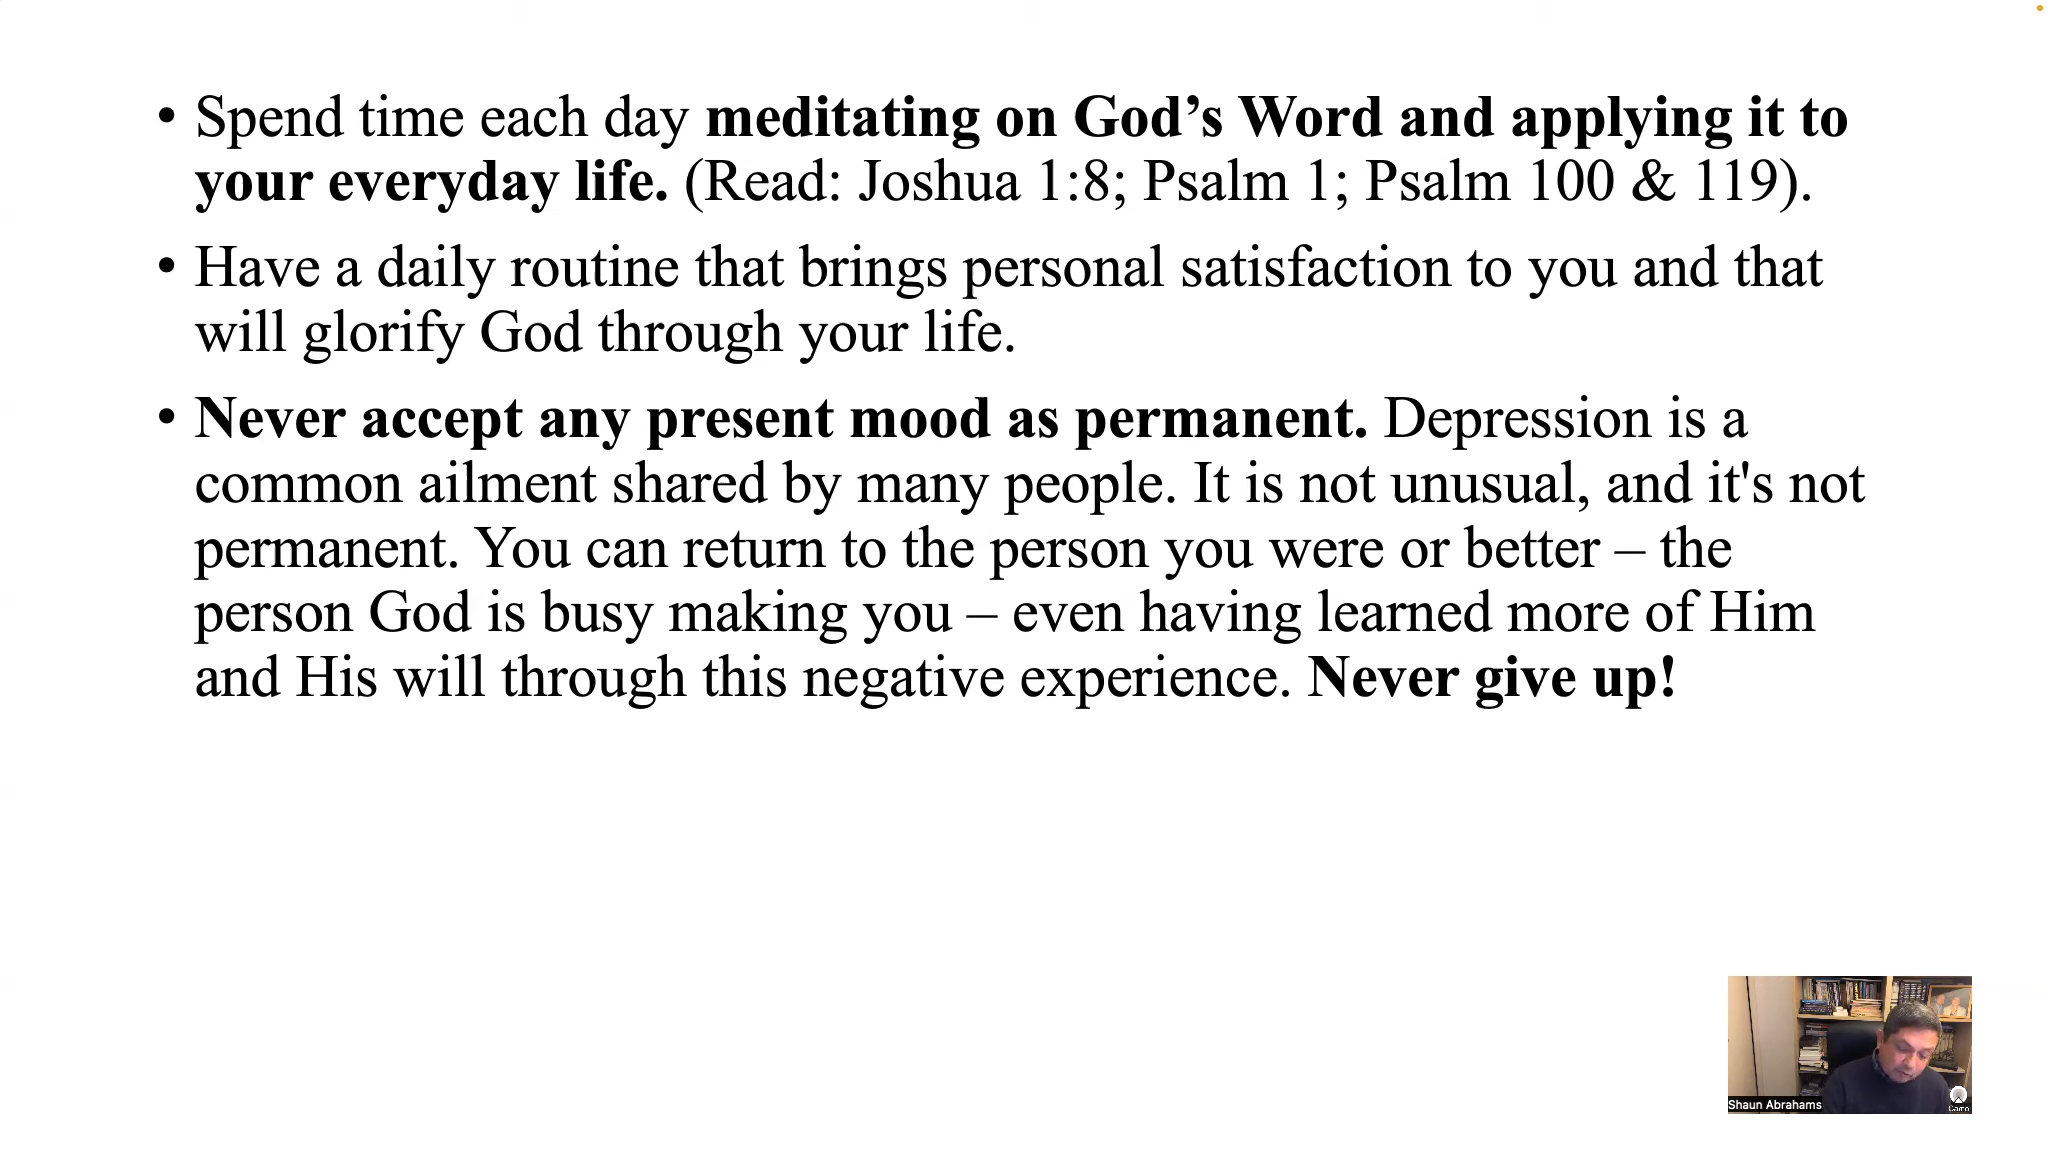 • Spend time each day meditating on God’s Word and applying it to
your everyday life. (Read: Joshua 1:8; Psalm 1; Psalm 100 & 119).
• Have a daily routine that brings personal satisfaction to you and that
will glorify God through your life.
• Never accept any present mood as permanent. Depression is a
common ailment shared by many people. It is not unusual, and it's not
permanent. You can return to the person you were or better – the
person God is busy making you – even having learned more of Him
and His will through this negative experience. Never give up!
Shaun Abrahams